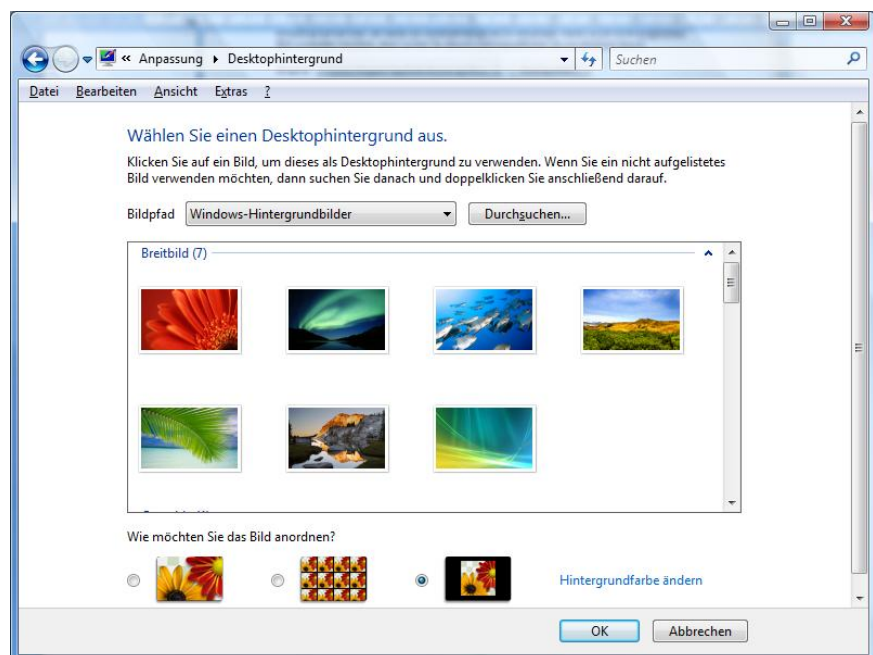 « Anpassung ▸ Desktophintergrund
Suchen
Datei Bearbeiten Ansicht Extras ?
Wählen Sie einen Desktophintergrund aus.
Klicken Sie auf ein Bild, um dieses als Desktophintergrund zu verwenden. Wenn Sie ein nicht aufgelistetes
Bild verwenden möchten, dann suchen Sie danach und doppelklicken Sie anschließend darauf.
Bildpfad Windows-Hintergrundbilder Durchsuchen...
Breitbild (7)
Wie möchten Sie das Bild anordnen?
Hintergrundfarbe ändern
OK Abbrechen